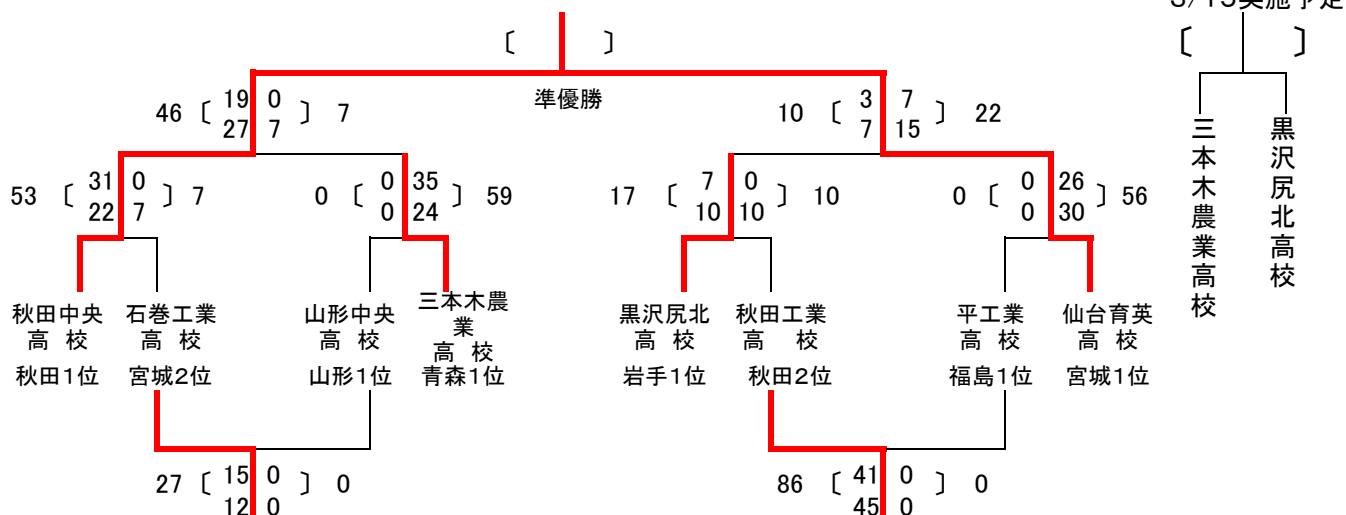 3/15実施予定
〔 〕
〔 〕
準優勝
46 〔 19 0 〕 7
27 7
10 〔 3 7 〕 22
7 15
三本木農業高校
黒沢尻北高校
53 〔 31 0 〕 7
22 7
0 〔 0 35 〕 59
0 24
17 〔 7 0 〕 10
10 10
0 〔 0 26 〕 56
0 30
秋田中央
高 校
秋田1位
石巻工業
高 校
宮城2位
山形中央
高 校
山形1位
三本木農
業
高 校
青森1位
黒沢尻北
高 校
岩手1位
秋田工業
高 校
秋田2位
平工業
高 校
福島1位
仙台育英
高 校
宮城1位
27 〔 15 0 〕 0
12 0
86 〔 41 0 〕 0
45 0